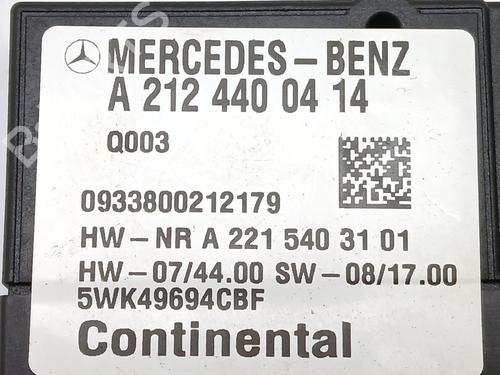 MERCEDES-BENZ
A 212 440 04 14
Q003
0933800212179
HW-NR A 221 540 31 01
HW-07/44.00 SW-08/17.00
5WK49694CBF
Continental